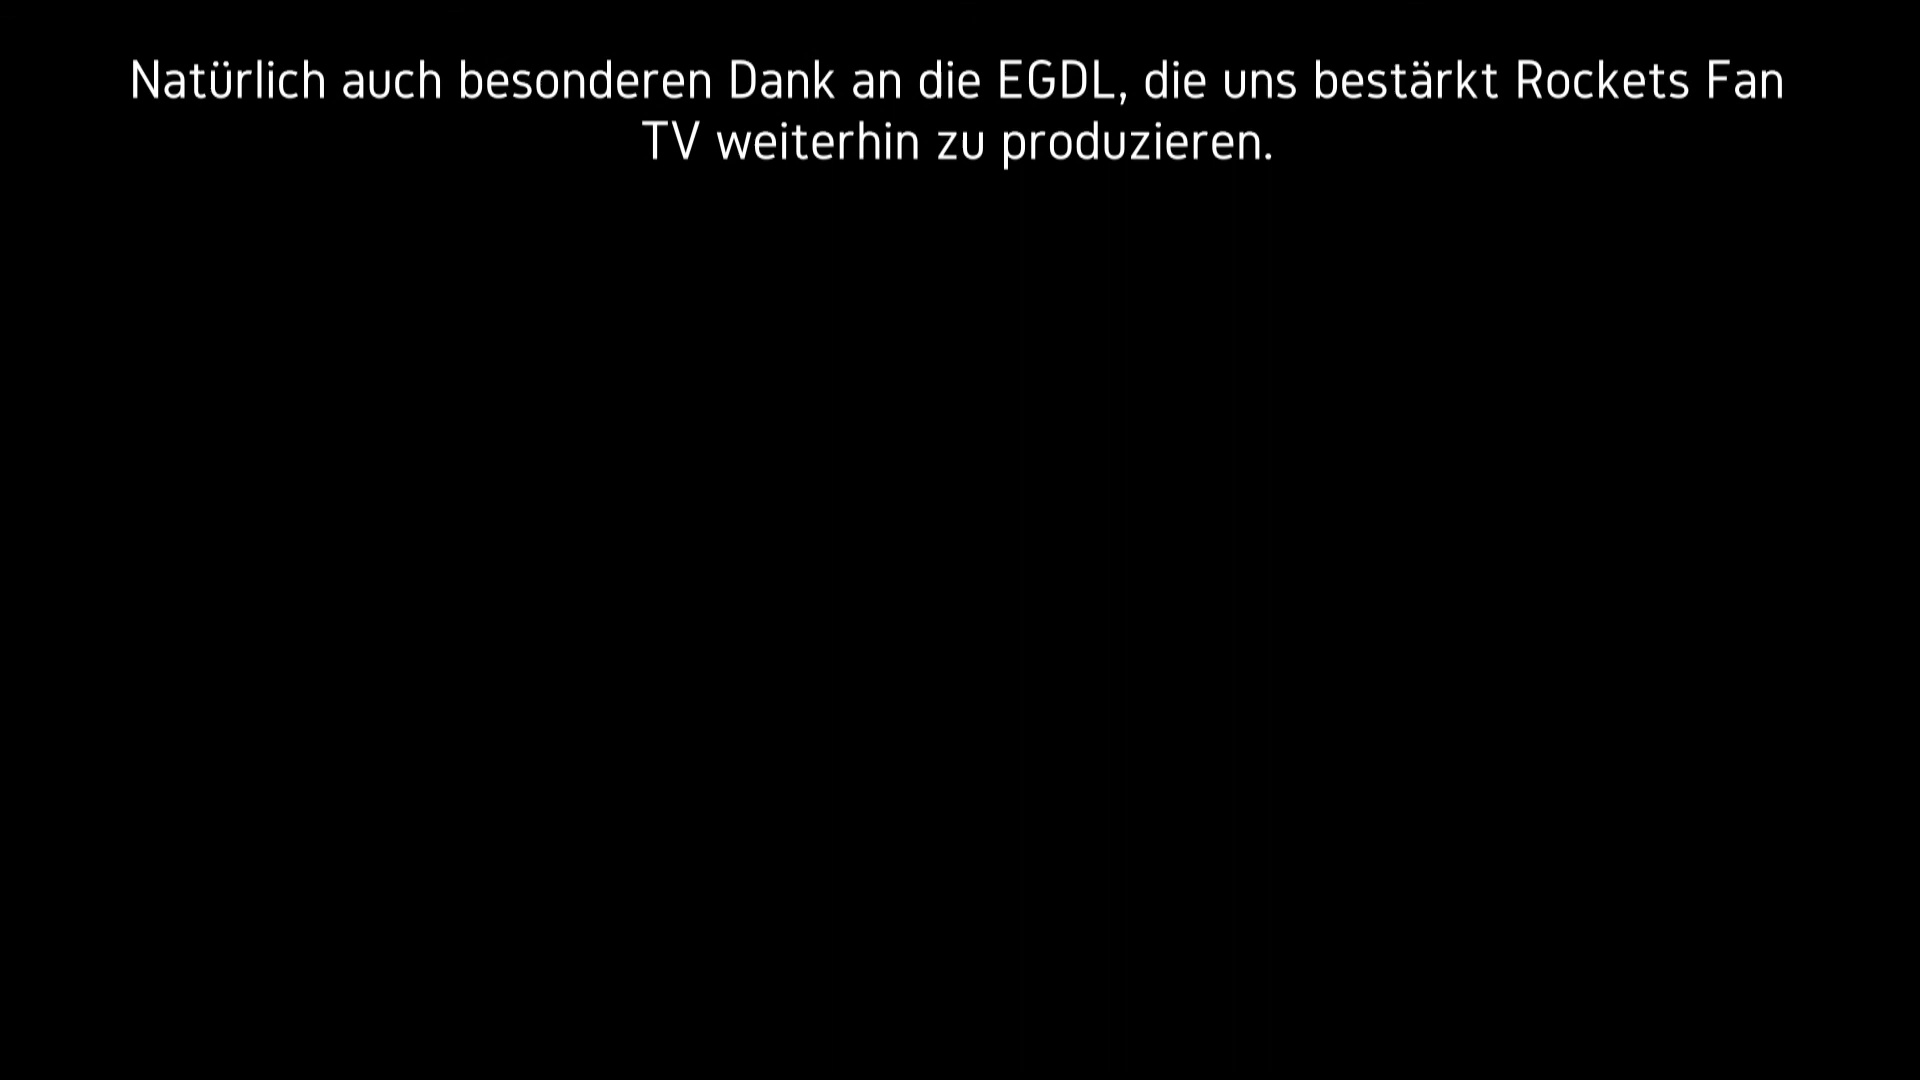 Natürlich auch besonderen Dank an die EGDL, die uns bestärkt Rockets Fan
TV weiterhin zu produzieren.